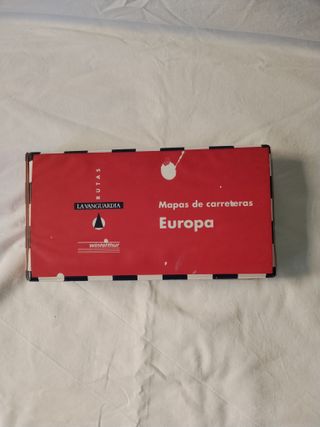 RUTAS
LA VANGUARDIA
winterthur
Mapas de carreteras
Europa